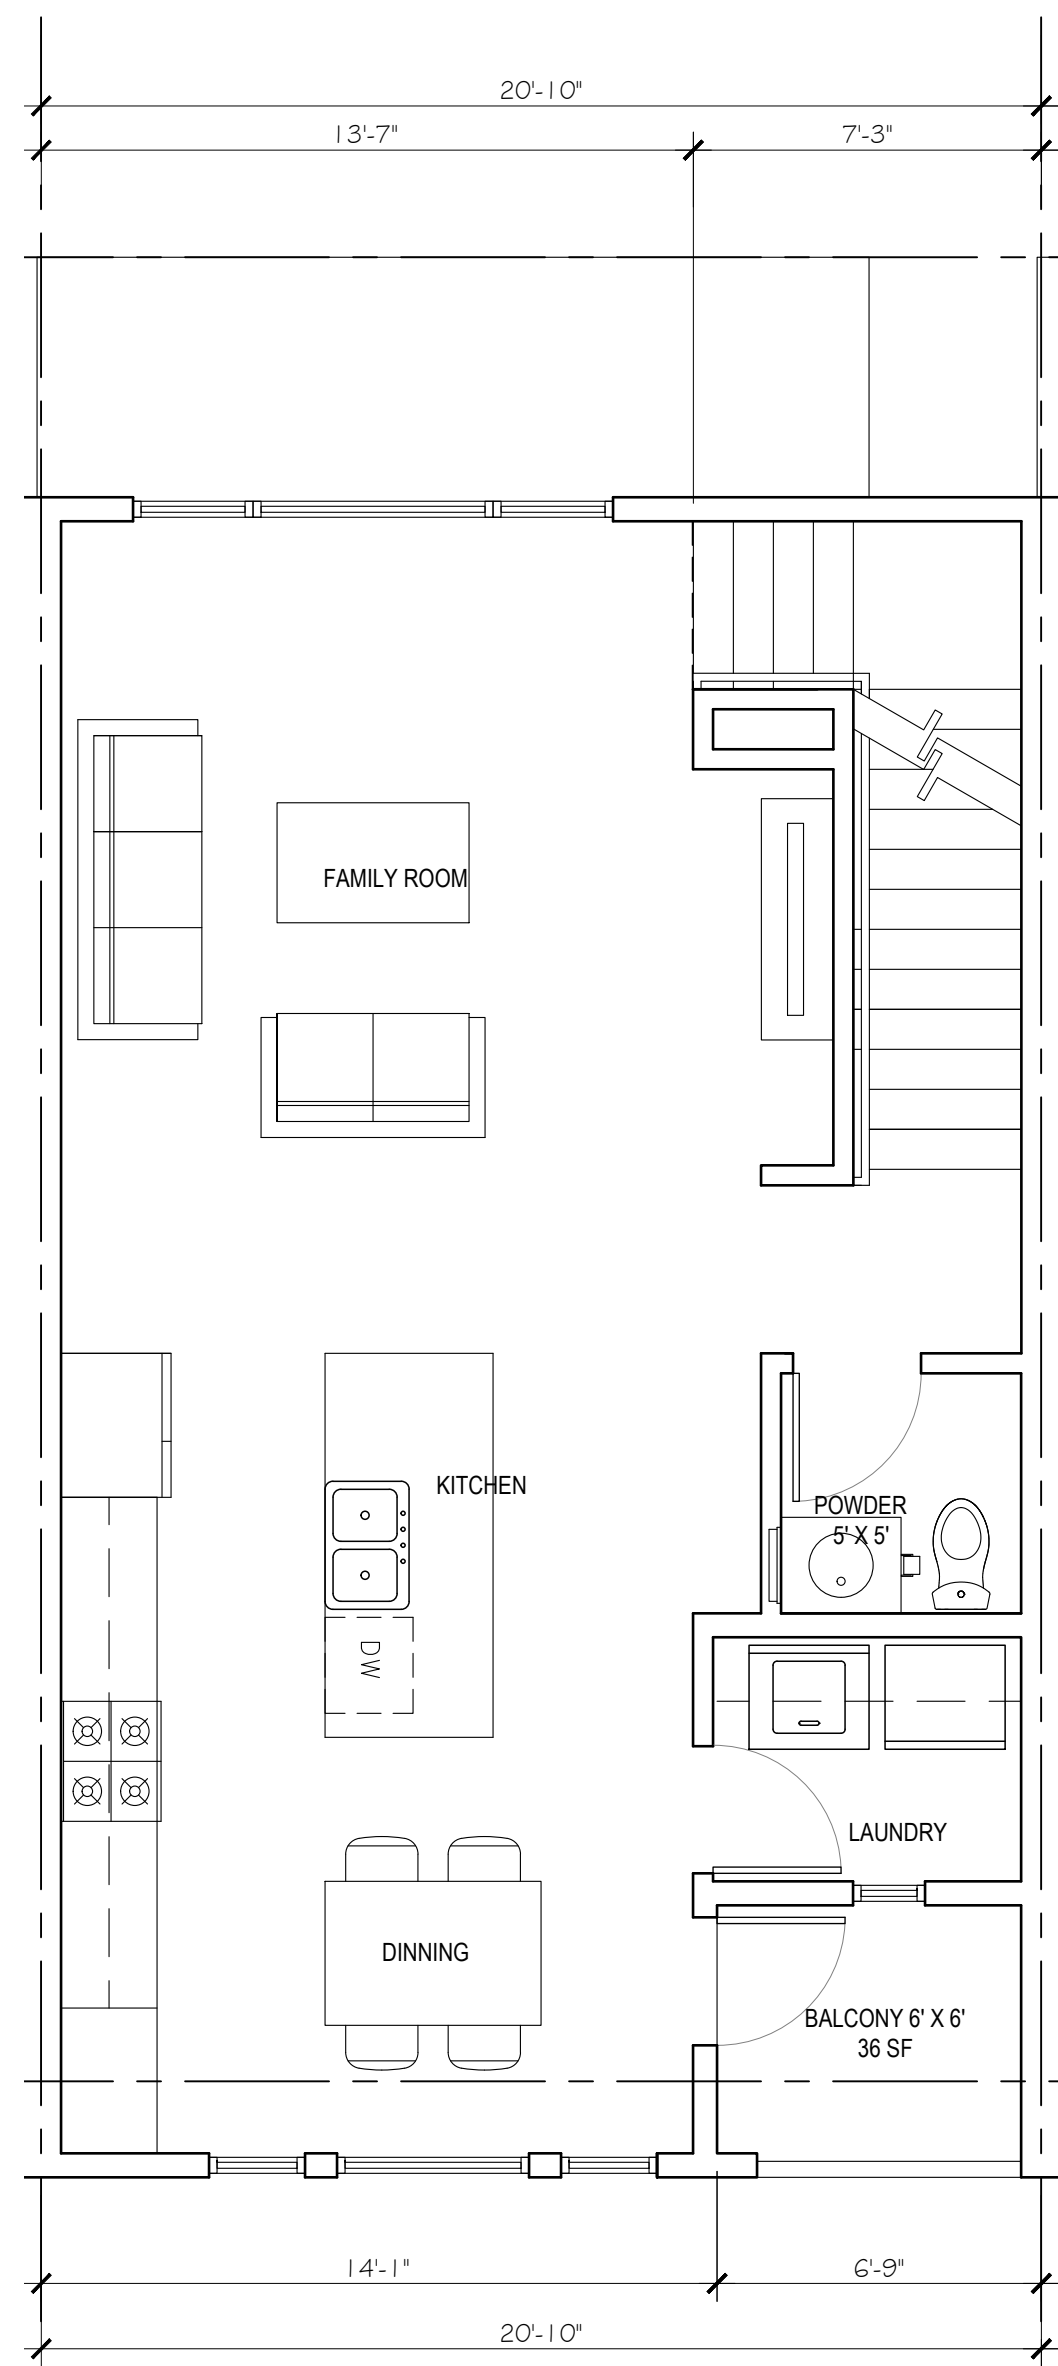 20'-10"
13'-7"
7'-3"
FAMILY ROOM
KITCHEN
POWDER
5' X 5'
DW
LAUNDRY
DINNING
BALCONY 6' X 6'
36 SF
14'-1"
6'-9"
20'-10"